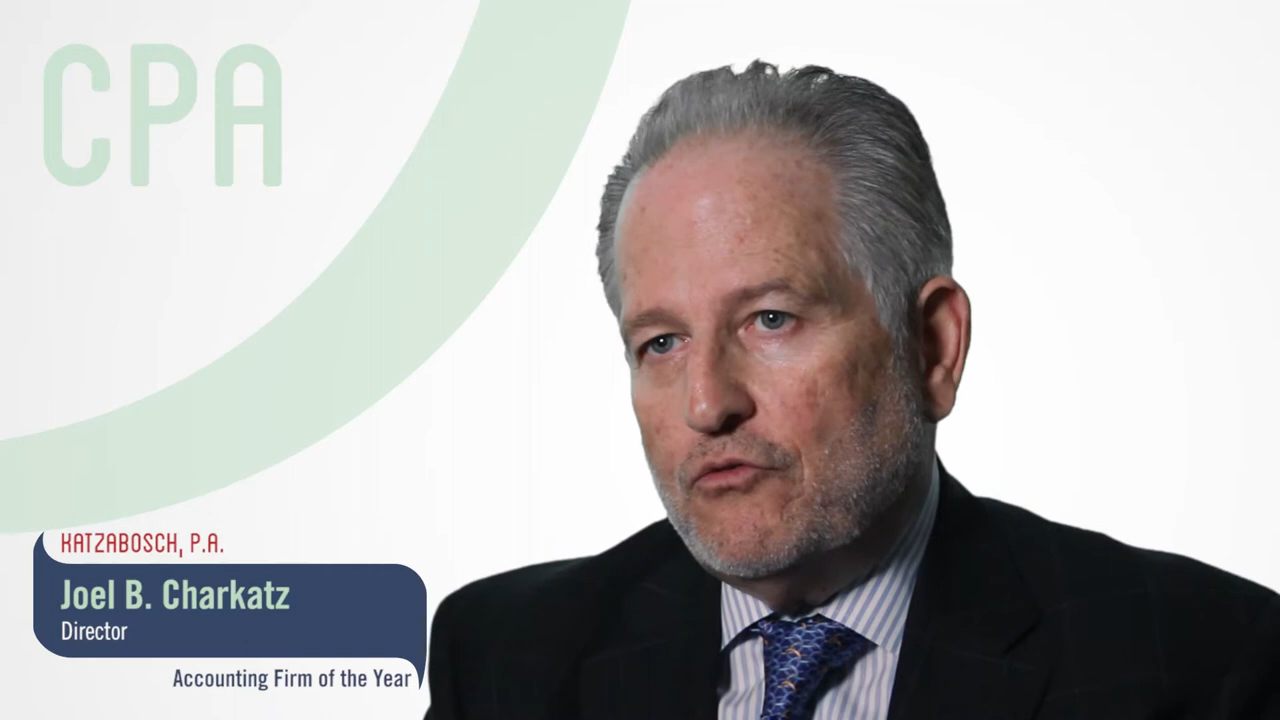 CPA
KATZABOSCH, P.A.
Joel B. Charkatz
Director
Accounting Firm of the Year